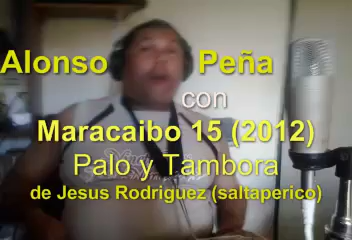 Alonso Peña
con
Maracaibo 15 (2012)
Palo y Tambora
de Jesus Rodriguez (saltaperico)